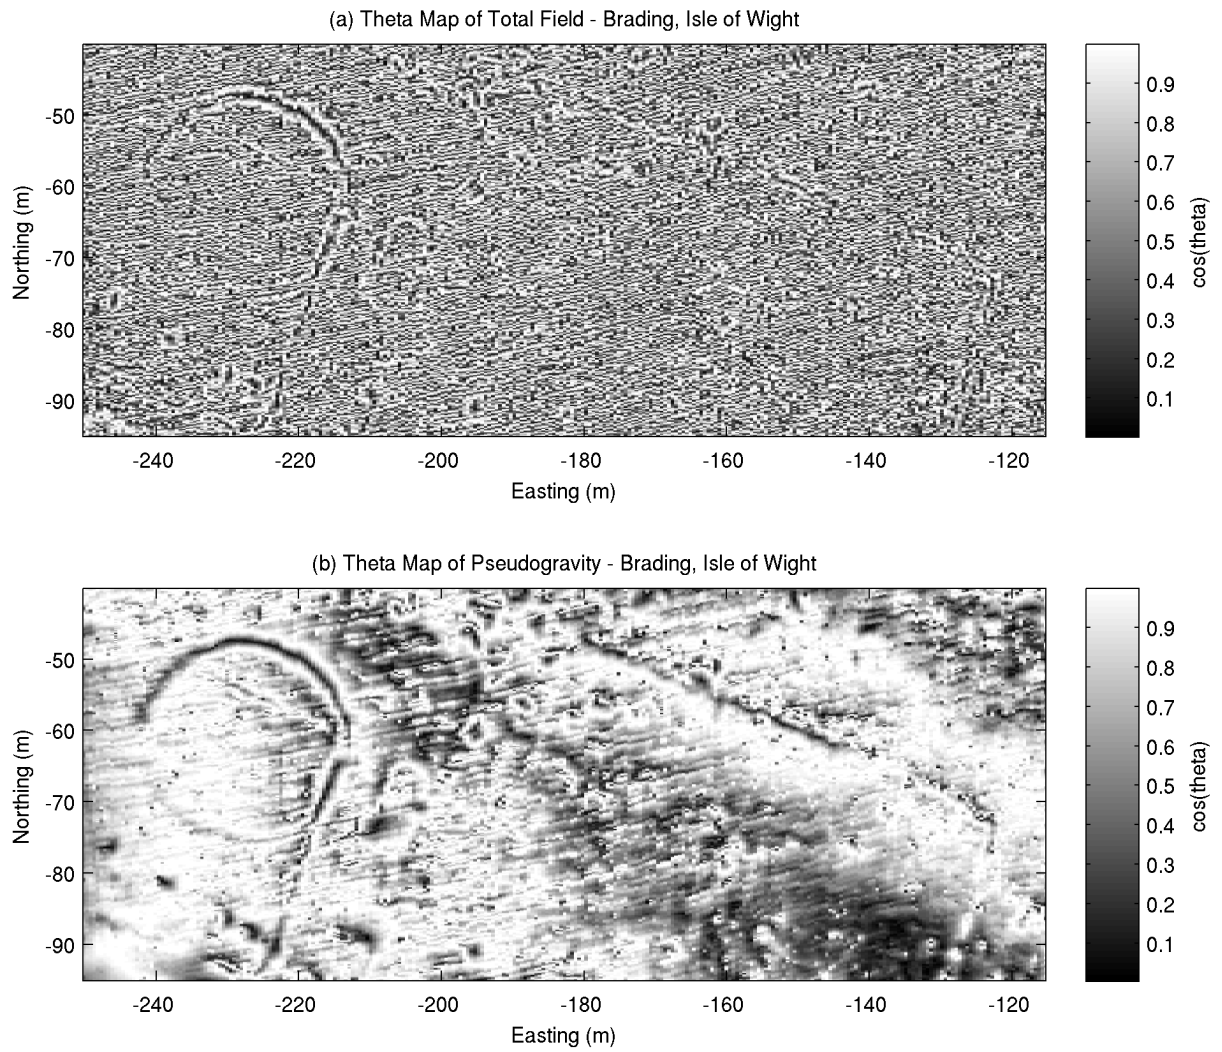 (a) Theta Map of Total Field - Brading, Isle of Wight
-50
-60
-70
-80
-90
Northing (m)
-240 -220 -200 -180 -160 -140 -120
Easting (m)
0.9
0.8
0.7
0.6
0.5
0.4
0.3
0.2
0.1
cos(theta)
(b) Theta Map of Pseudogravity - Brading, Isle of Wight
-50
-60
-70
-80
-90
Northing (m)
-240 -220 -200 -180 -160 -140 -120
Easting (m)
0.9
0.8
0.7
0.6
0.5
0.4
0.3
0.2
0.1
cos(theta)